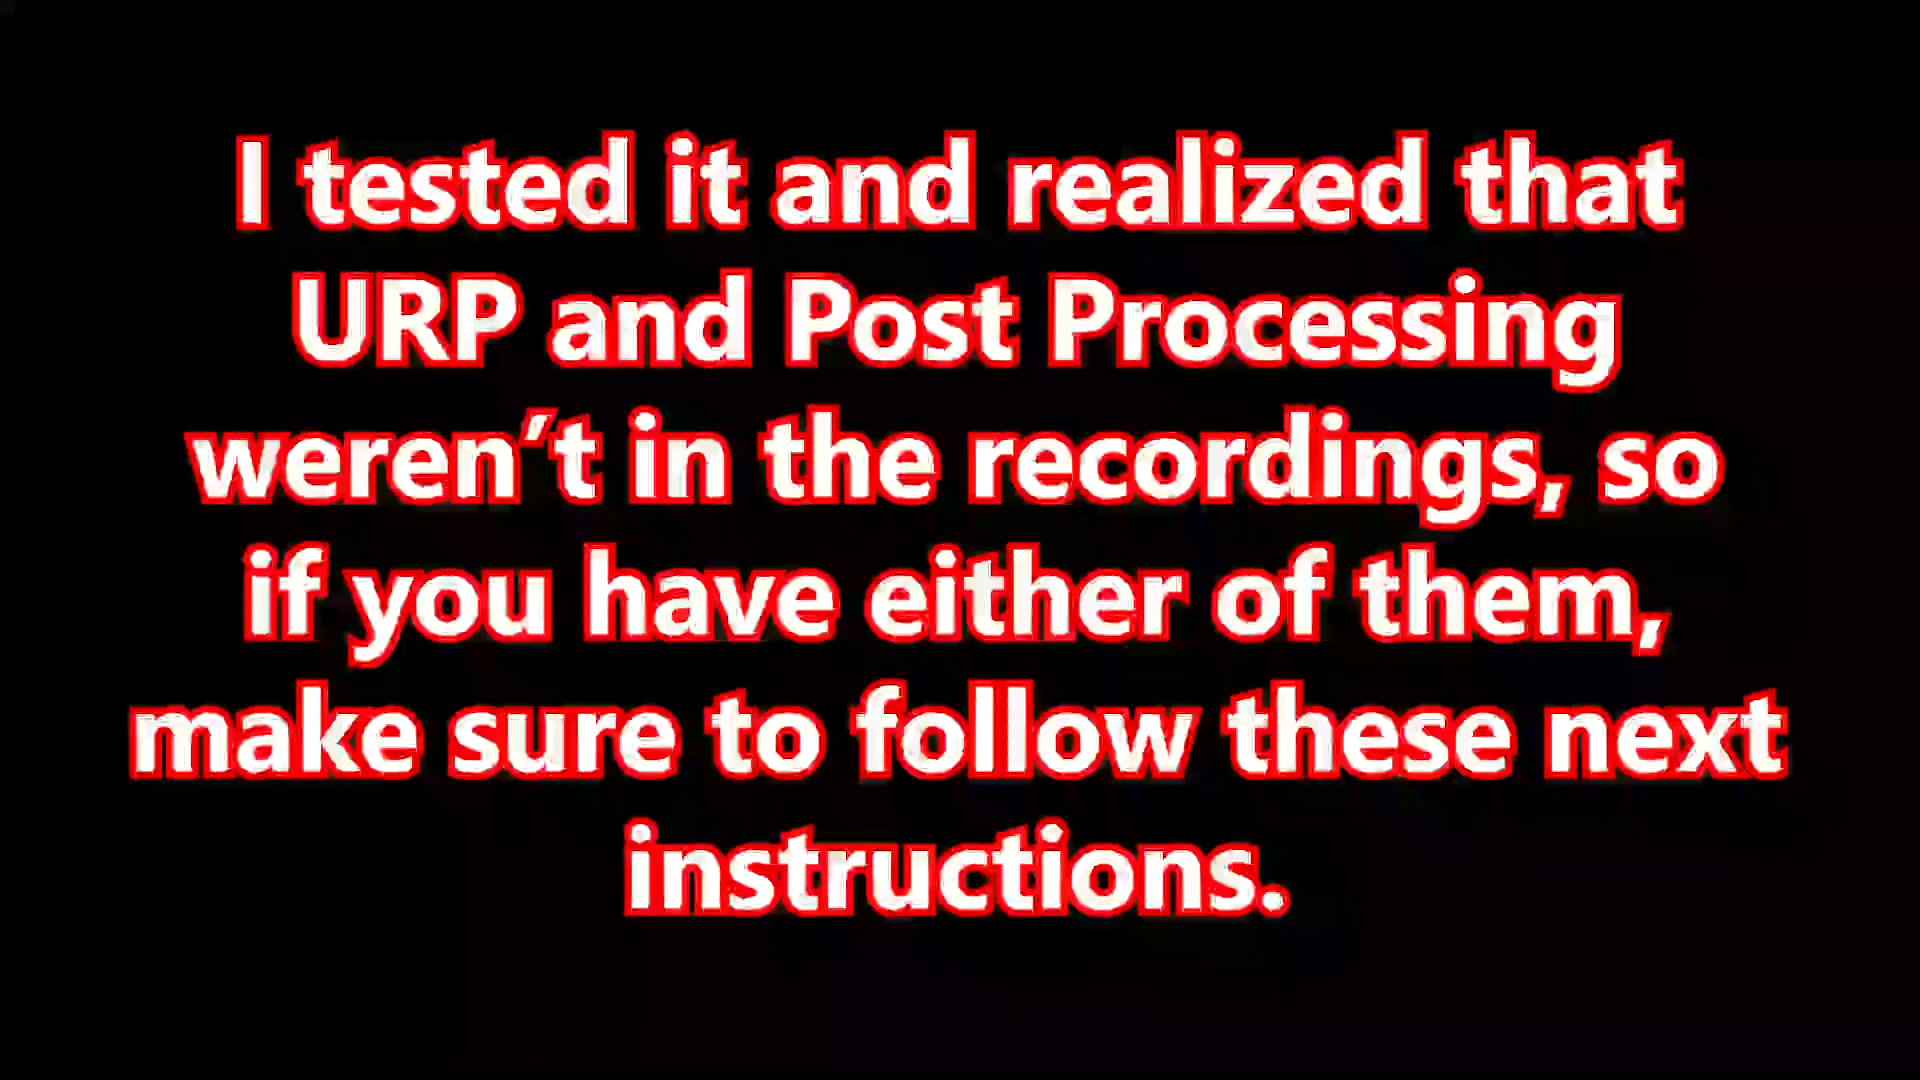 I tested it and realized that
URP and Post Processing
weren’t in the recordings, so
if you have either of them,
make sure to follow these next
instructions.